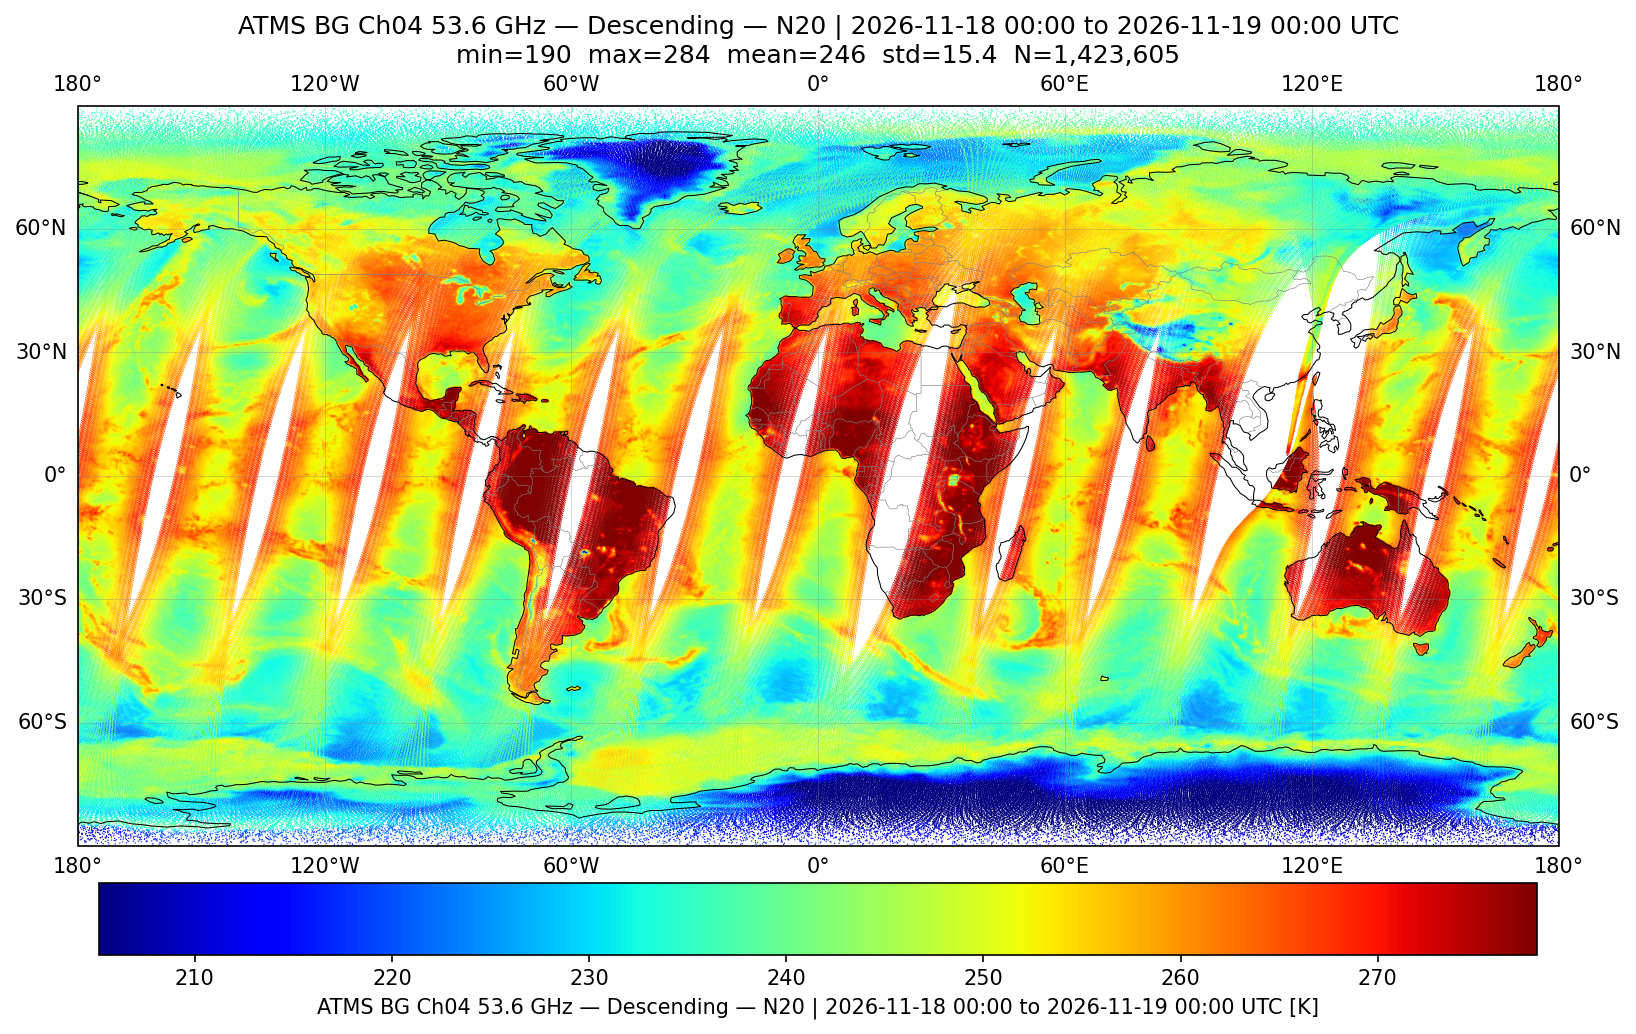 ATMS BG Ch04 53.6 GHz — Descending — N20 | 2026-11-18 00:00 to 2026-11-19 00:00 UTC
min=190 max=284 mean=246 std=15.4 N=1,423,605
180° 120°W 60°W 0° 60°E 120°E 180°
60°N 60°N
30°N 30°N
0° 0°
30°S 30°S
60°S 60°S
180° 120°W 60°W 0° 60°E 120°E 180°
210 220 230 240 250 260 270
ATMS BG Ch04 53.6 GHz — Descending — N20 | 2026-11-18 00:00 to 2026-11-19 00:00 UTC [K]